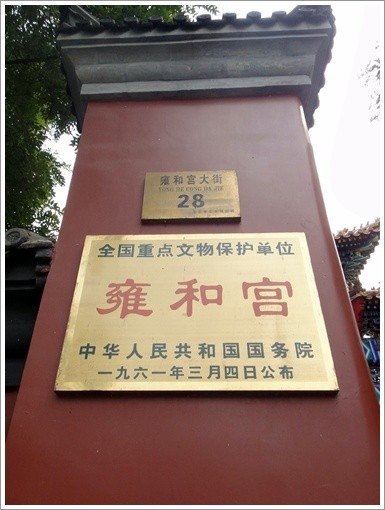 雍和宫大街
YONG HE GONG DA JIE
28
全国重点文物保护单位
雍和宫
中华人民共和国国务院
一九六一年三月四日公布